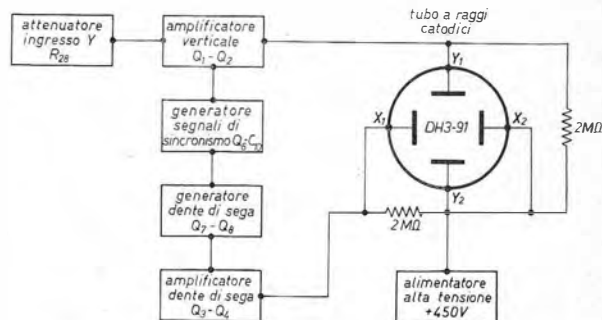 attenuatore
ingresso Y
R28
amplificatore
verticale
Q1 - Q2
tubo a raggi
catodici
Y1
X1
DH3-91
X2
Y2
2MΩ
2MΩ
generatore
segnali di
sincronismo Q6-C10
generatore
dente di sega
Q7 - Q8
amplificatore
dente di sega
Q3 - Q4
alimentatore
alta tensione
+450V